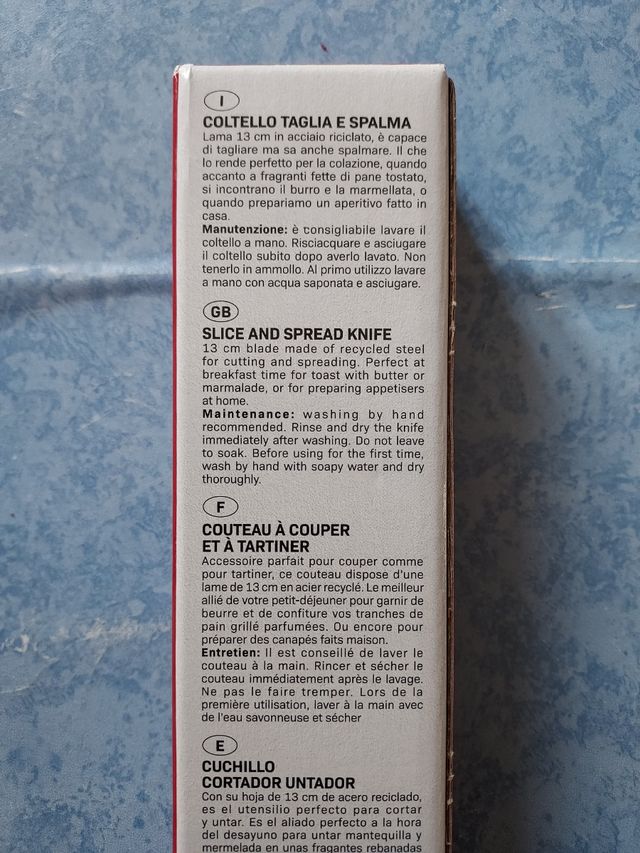 I
COLTELLO TAGLIA E SPALMA
Lama 13 cm in acciaio riciclato, è capace
di tagliare ma sa anche spalmare. Il che
lo rende perfetto per la colazione, quando
accanto a fragranti fette di pane tostato,
si incontrano il burro e la marmellata, o
quando prepariamo un aperitivo fatto in
casa.
Manutenzione: è consigliabile lavare il
coltello a mano. Risciacquare e asciugare
il coltello subito dopo averlo lavato. Non
tenerlo in ammollo. Al primo utilizzo lavare
a mano con acqua saponata e asciugare.
GB
SLICE AND SPREAD KNIFE
13 cm blade made of recycled steel
for cutting and spreading. Perfect at
breakfast time for toast with butter or
marmalade, or for preparing appetisers
at home.
Maintenance: washing by hand
recommended. Rinse and dry the knife
immediately after washing. Do not leave
to soak. Before using for the first time,
wash by hand with soapy water and dry
thoroughly.
F
COUTEAU À COUPER
ET À TARTINER
Accessoire parfait pour couper comme
pour tartiner, ce couteau dispose d'une
lame de 13 cm en acier recyclé. Le meilleur
allié de votre petit-déjeuner pour garnir de
beurre et de confiture vos tranches de
pain grillé parfumées. Ou encore pour
préparer des canapés faits maison.
Entretien: Il est conseillé de laver le
couteau à la main. Rincer et sécher le
couteau immédiatement après le lavage.
Ne pas le faire tremper. Lors de la
première utilisation, laver à la main avec
de l'eau savonneuse et sécher
E
CUCHILLO
CORTADOR UNTADOR
Con su hoja de 13 cm de acero reciclado,
es el utensilio perfecto para cortar
y untar. Es el aliado perfecto a la hora
del desayuno para untar mantequilla y
mermelada en unas fragantes rebanadas